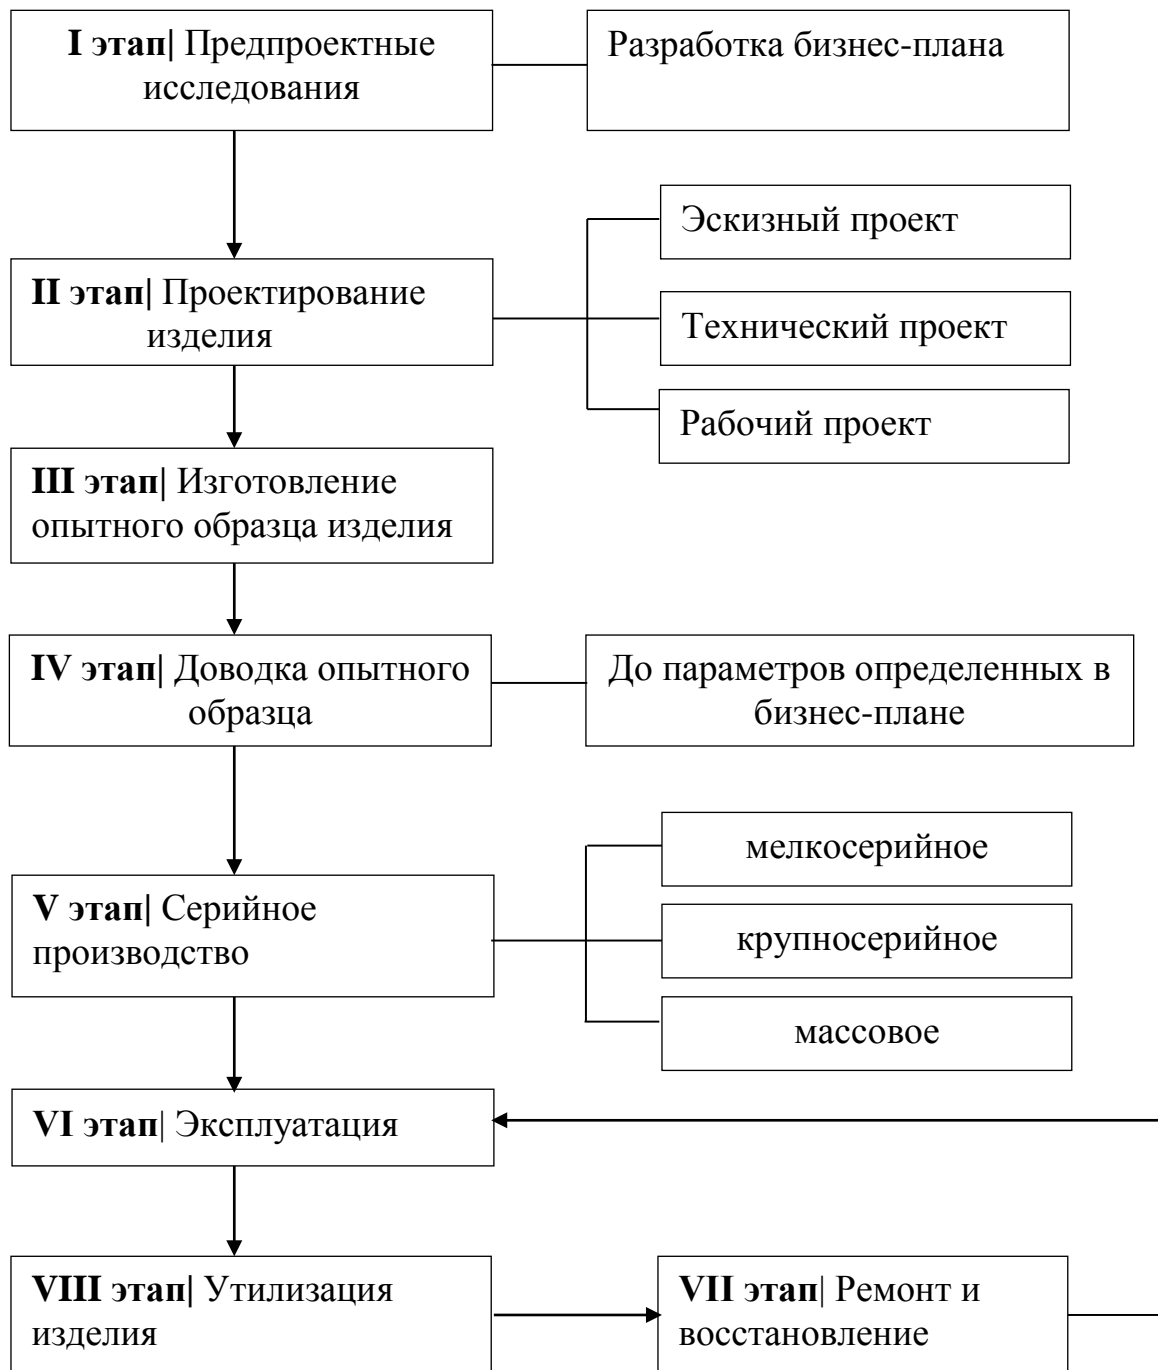 I этап| Предпроектные
исследования
Разработка бизнес-плана
Эскизный проект
II этап| Проектирование
изделия
Технический проект
Рабочий проект
III этап| Изготовление
опытного образца изделия
IV этап| Доводка опытного
образца
До параметров определенных в
бизнес-плане
мелкосерийное
V этап| Серийное
производство
крупносерийное
массовое
VI этап| Эксплуатация
VIII этап| Утилизация
изделия
VII этап| Ремонт и
восстановление